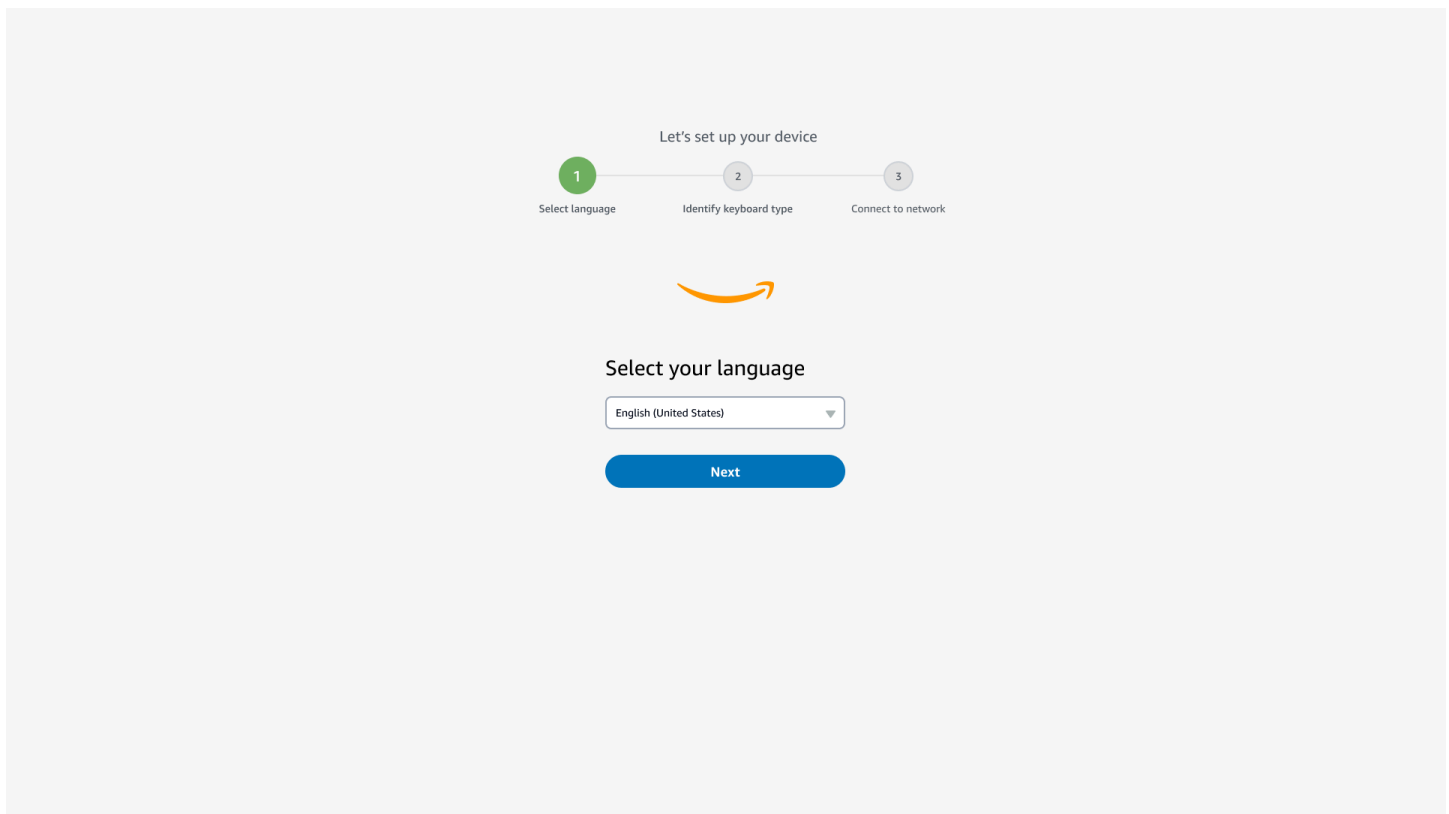 Let's set up your device
1
2
3
Select language
Identify keyboard type
Connect to network
Select your language
English (United States)
Next